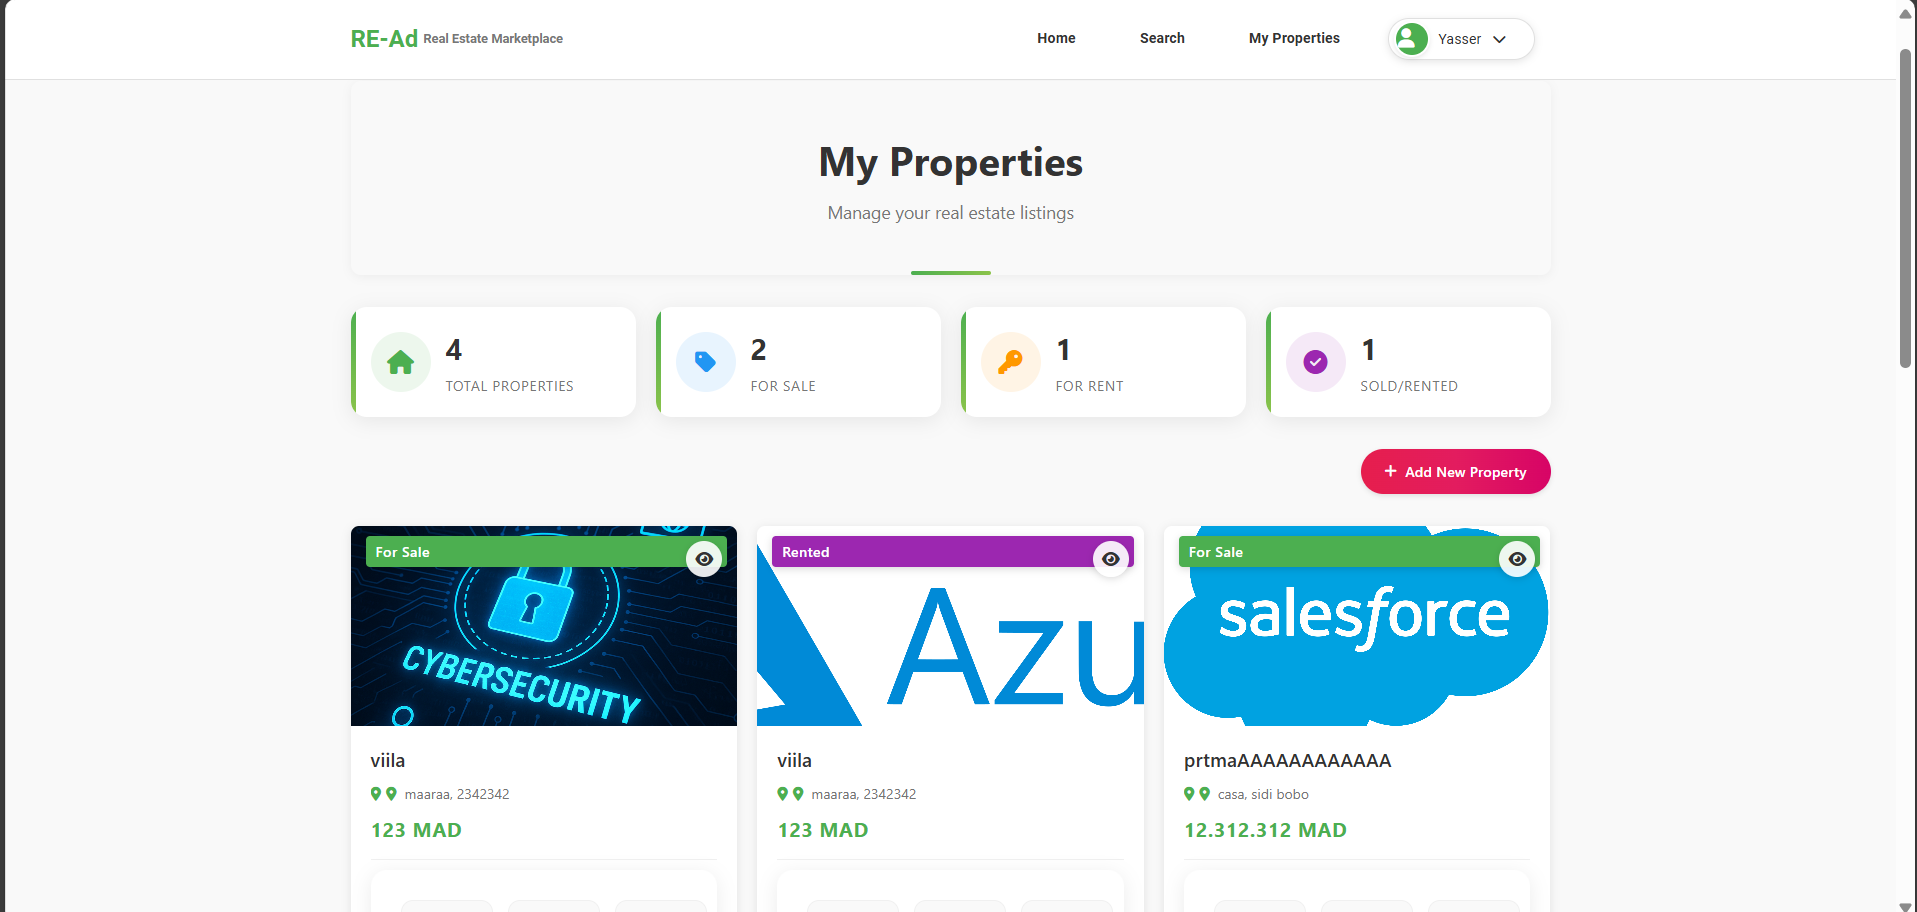 RE-Ad Real Estate Marketplace
Home
Search
My Properties
Yasser
My Properties
Manage your real estate listings
4
TOTAL PROPERTIES
2
FOR SALE
1
FOR RENT
1
SOLD/RENTED
+ Add New Property
For Sale
CYBERSECURITY
viila
maaraa, 2342342
123 MAD
Rented
Azu
viila
maaraa, 2342342
123 MAD
For Sale
salesforce
prtmaAAAAAAAAAAAA
casa, sidi bobo
12.312.312 MAD